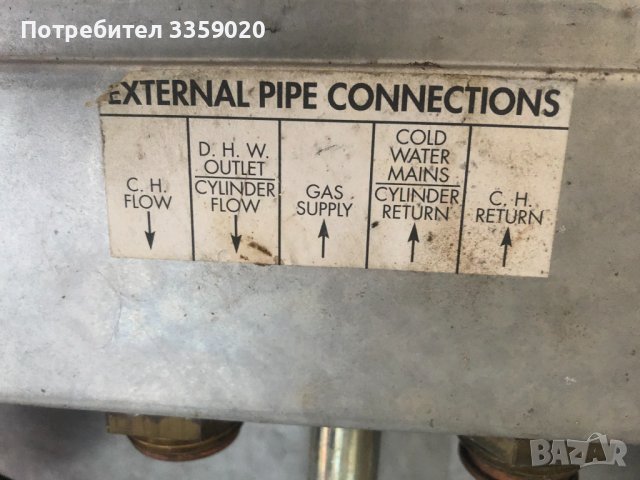 Потребител 3359020
EXTERNAL PIPE CONNECTIONS
C. H.
FLOW
D. H. W.
OUTLET
CYLINDER
FLOW
GAS
SUPPLY
COLD
WATER
MAINS
CYLINDER
RETURN
C. H.
RETURN
BAZAR